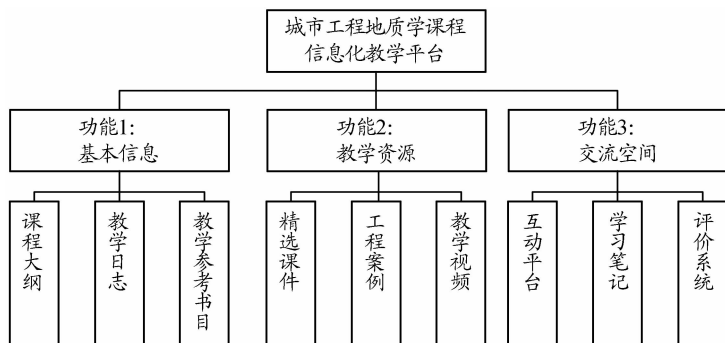 城市工程地质学课程
信息化教学平台
功能1:
基本信息
功能2:
教学资源
功能3:
交流空间
课程大纲
教学日志
教学参考书目
精选课件
工程案例
教学视频
互动平台
学习笔记
评价系统